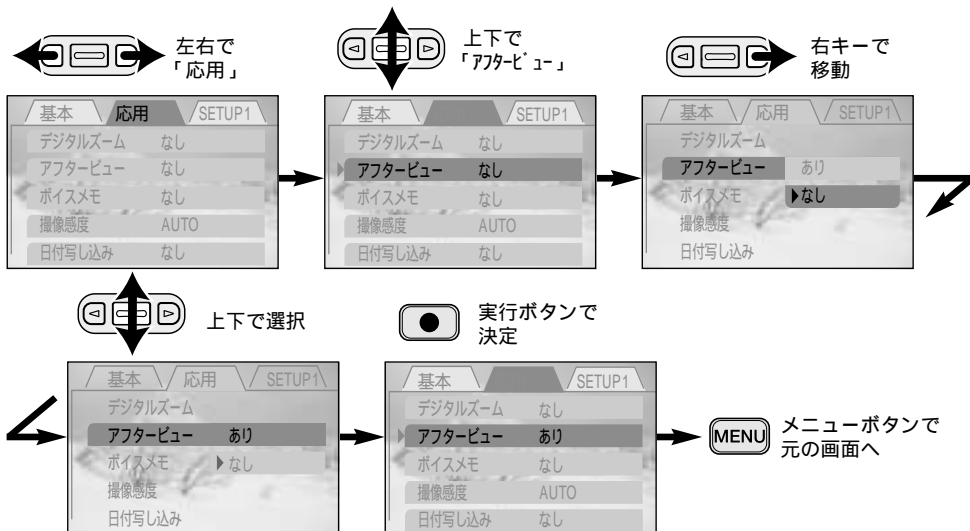 左右で
「応用」
基本 応用 SETUP1
デジタルズーム なし
アフタービュー なし
ボイスメモ なし
撮像感度 AUTO
日付写し込み なし
上下で
「ｱﾌﾀｰﾋﾞｭｰ」
基本 SETUP1
デジタルズーム なし
アフタービュー なし
ボイスメモ なし
撮像感度 AUTO
日付写し込み なし
右キーで
移動
基本 応用 SETUP1
デジタルズーム
アフタービュー あり
ボイスメモ なし
撮像感度
日付写し込み
上下で選択
基本 応用 SETUP1
デジタルズーム
アフタービュー あり
ボイスメモ なし
撮像感度
日付写し込み
実行ボタンで
決定
基本 SETUP1
デジタルズーム なし
アフタービュー あり
ボイスメモ なし
撮像感度 AUTO
日付写し込み なし
MENU
メニューボタンで
元の画面へ